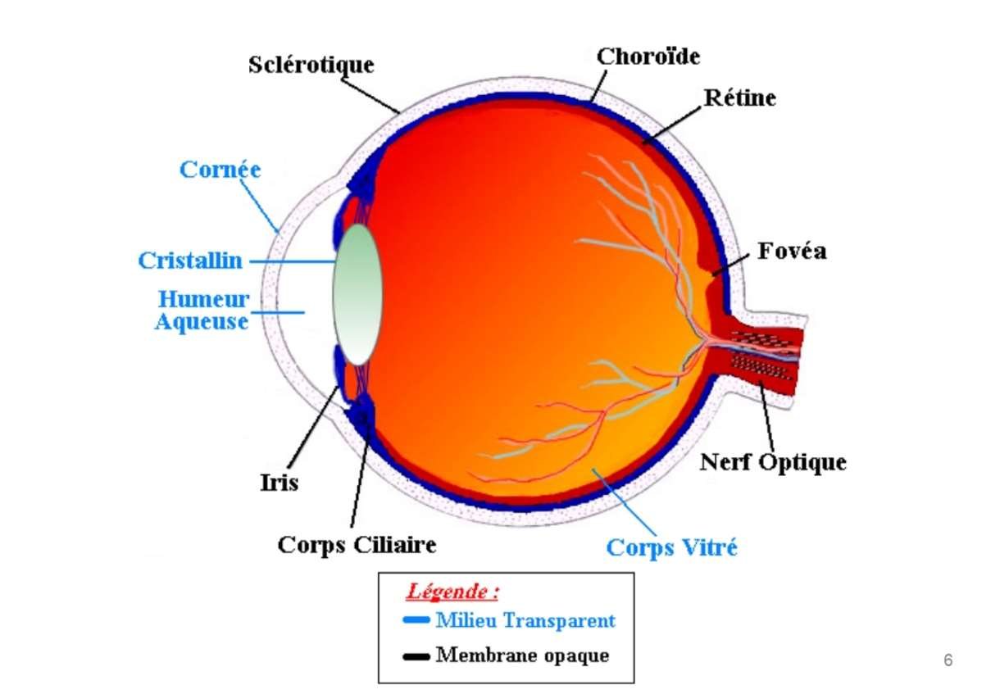 Sclérotique
Choroïde
Rétine
Cornée
Cristallin
Fovéa
Humeur
Aqueuse
Nerf Optique
Iris
Corps Ciliaire
Corps Vitré
Légende :
Milieu Transparent
Membrane opaque
6